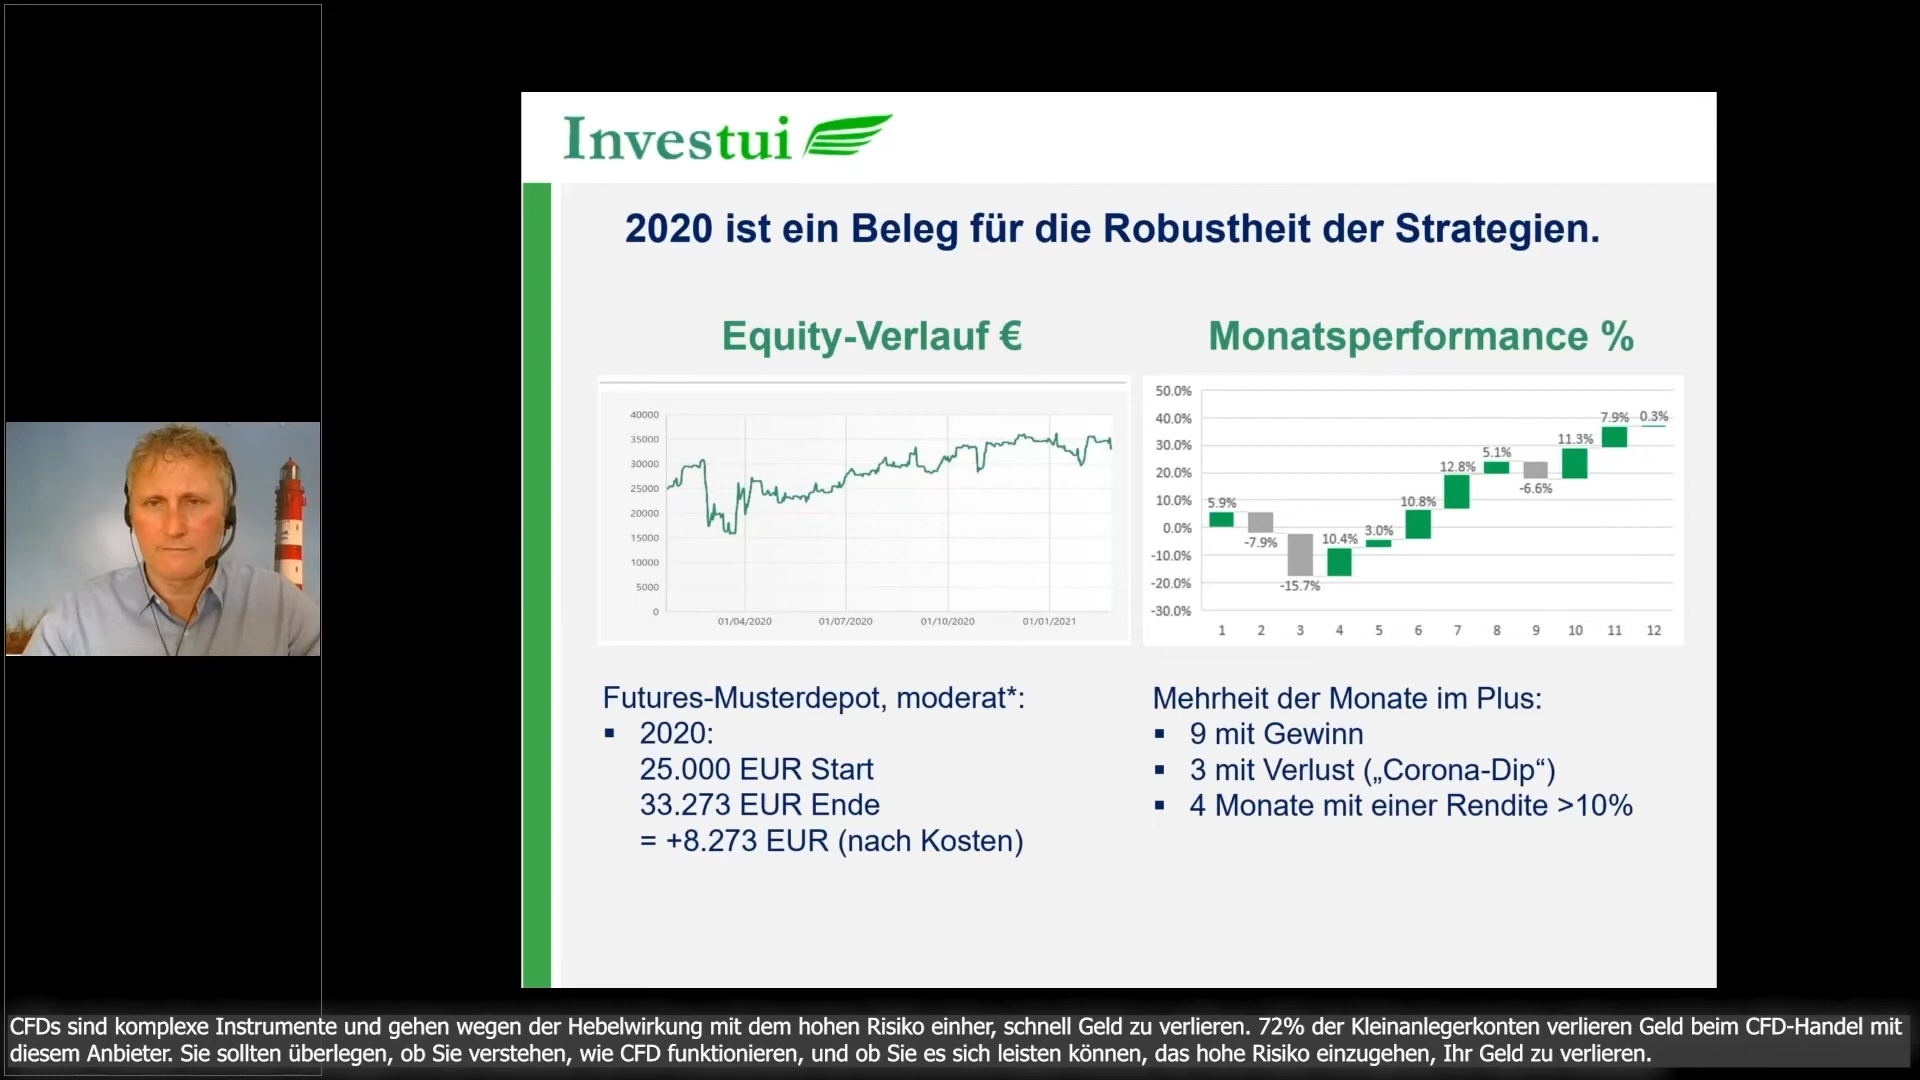 Investui
2020 ist ein Beleg für die Robustheit der Strategien.
Equity-Verlauf €
40000
35000
30000
25000
20000
15000
10000
5000
0
01/04/2020 01/07/2020 01/10/2020 01/01/2021
Monatsperformance %
50.0%
40.0%
30.0%
20.0%
10.0%
0.0%
-10.0%
-20.0%
-30.0%
5.9% -7.9% -15.7% 10.4% 3.0% 10.8% 12.8% 5.1% -6.6% 11.3% 7.9% 0.3%
1 2 3 4 5 6 7 8 9 10 11 12
Futures-Musterdepot, moderat*:
▪ 2020:
25.000 EUR Start
33.273 EUR Ende
= +8.273 EUR (nach Kosten)
Mehrheit der Monate im Plus:
▪ 9 mit Gewinn
▪ 3 mit Verlust („Corona-Dip“)
▪ 4 Monate mit einer Rendite >10%
CFDs sind komplexe Instrumente und gehen wegen der Hebelwirkung mit dem hohen Risiko einher, schnell Geld zu verlieren. 72% der Kleinanlegerkonten verlieren Geld beim CFD-Handel mit
diesem Anbieter. Sie sollten überlegen, ob Sie verstehen, wie CFD funktionieren, und ob Sie es sich leisten können, das hohe Risiko einzugehen, Ihr Geld zu verlieren.